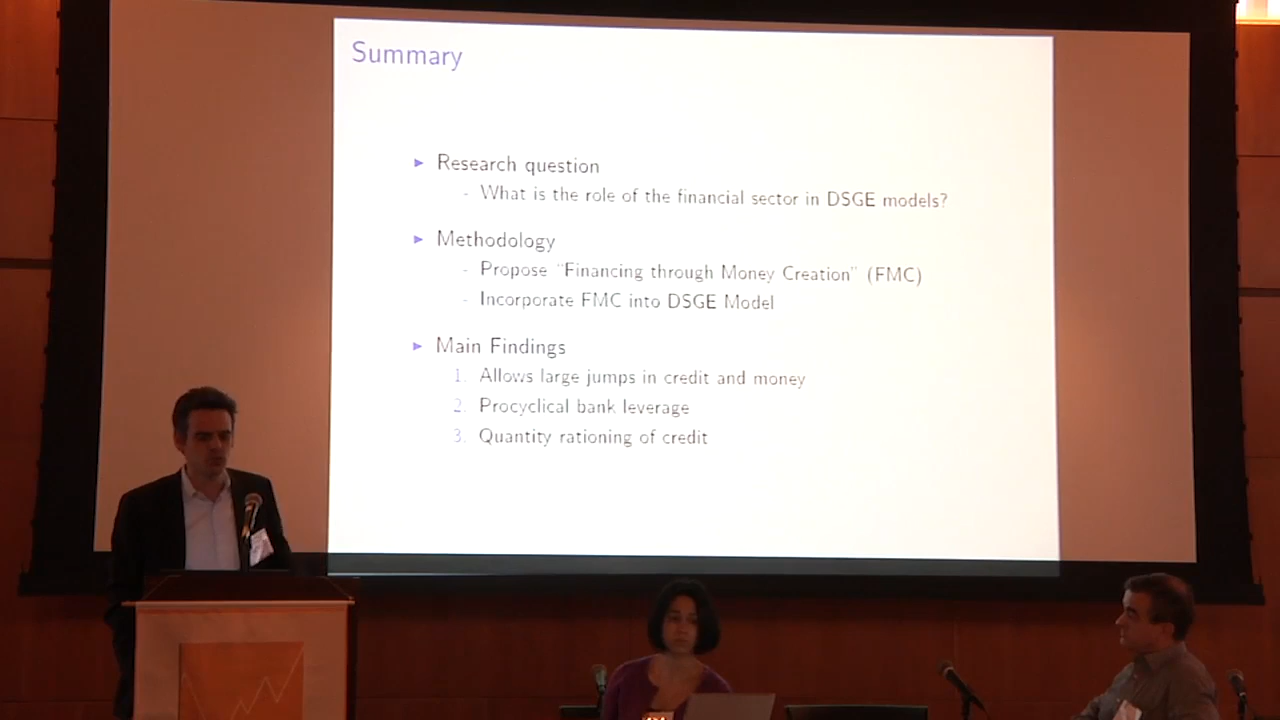 Summary
► Research question
- What is the role of the financial sector in DSGE models?
► Methodology
- Propose "Financing through Money Creation" (FMC)
- Incorporate FMC into DSGE Model
► Main Findings
1. Allows large jumps in credit and money
2. Procyclical bank leverage
3. Quantity rationing of credit